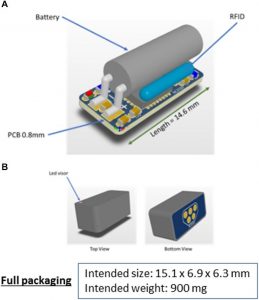 A
Battery
RFID
Length = 14.6 mm
PCB 0.8mm
B
Led visor
Top View
Bottom View
Full packaging
Intended size: 15.1 x 6.9 x 6.3 mm
Intended weight: 900 mg